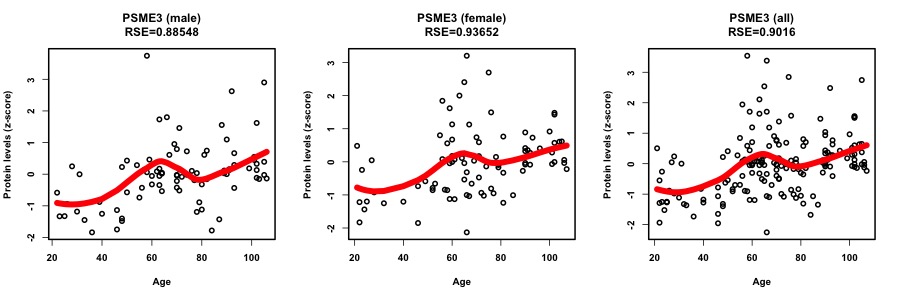 PSME3 (male)
RSE=0.88548
Protein levels (z-score)
3
2
1
0
-1
-2
20 40 60 80 100
Age
PSME3 (female)
RSE=0.93652
Protein levels (z-score)
3
2
1
0
-1
-2
20 40 60 80 100
Age
PSME3 (all)
RSE=0.9016
Protein levels (z-score)
3
2
1
0
-1
-2
20 40 60 80 100
Age